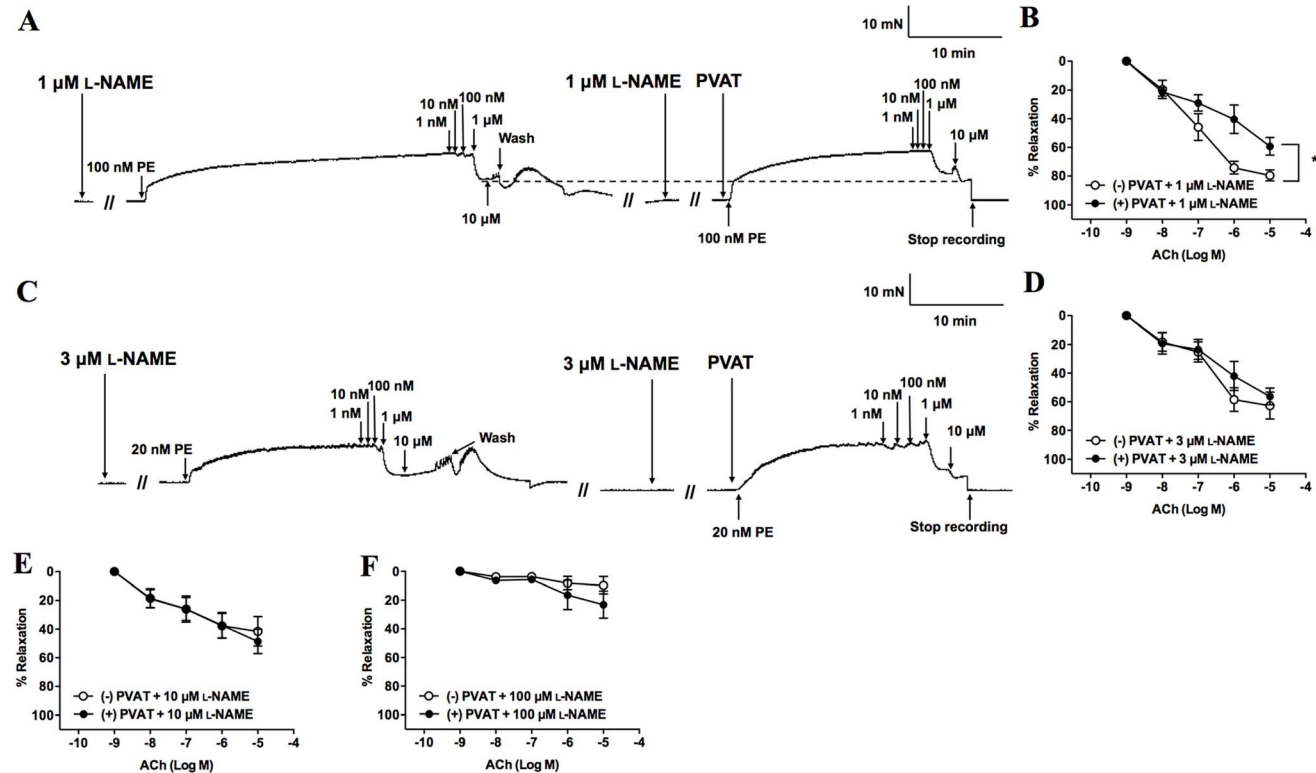 A
10 mN
10 min
1 µM L-NAME
1 µM L-NAME
PVAT
100 nM PE
1 nM
10 nM
100 nM
1 µM
10 µM
Wash
//
//
//
100 nM PE
1 nM
10 nM
100 nM
1 µM
10 µM
Stop recording
B
% Relaxation
0
20
40
60
80
100
*
(-) PVAT + 1 µM L-NAME
(+) PVAT + 1 µM L-NAME
-10 -9 -8 -7 -6 -5 -4
ACh (Log M)
C
10 mN
10 min
3 µM L-NAME
3 µM L-NAME
PVAT
20 nM PE
1 nM
10 nM
100 nM
1 µM
10 µM
Wash
//
//
//
20 nM PE
1 nM
10 nM
100 nM
1 µM
10 µM
Stop recording
D
% Relaxation
0
20
40
60
80
100
(-) PVAT + 3 µM L-NAME
(+) PVAT + 3 µM L-NAME
-10 -9 -8 -7 -6 -5 -4
ACh (Log M)
E
% Relaxation
0
20
40
60
80
100
(-) PVAT + 10 µM L-NAME
(+) PVAT + 10 µM L-NAME
-10 -9 -8 -7 -6 -5 -4
ACh (Log M)
F
% Relaxation
0
20
40
60
80
100
(-) PVAT + 100 µM L-NAME
(+) PVAT + 100 µM L-NAME
-10 -9 -8 -7 -6 -5 -4
ACh (Log M)